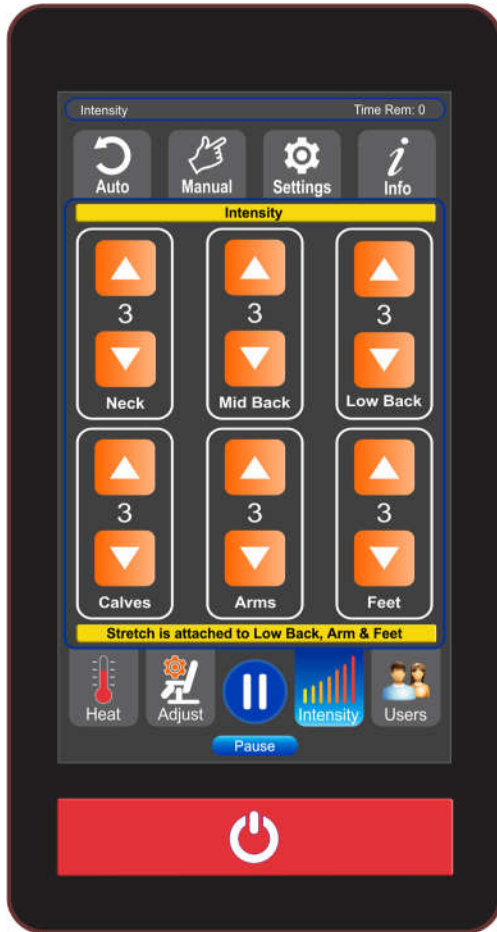 Intensity Time Rem: 0
Auto Manual Settings Info
Intensity
3 3 3
Neck Mid Back Low Back
3 3 3
Calves Arms Feet
Stretch is attached to Low Back, Arm & Feet
Heat Adjust Intensity Users
Pause